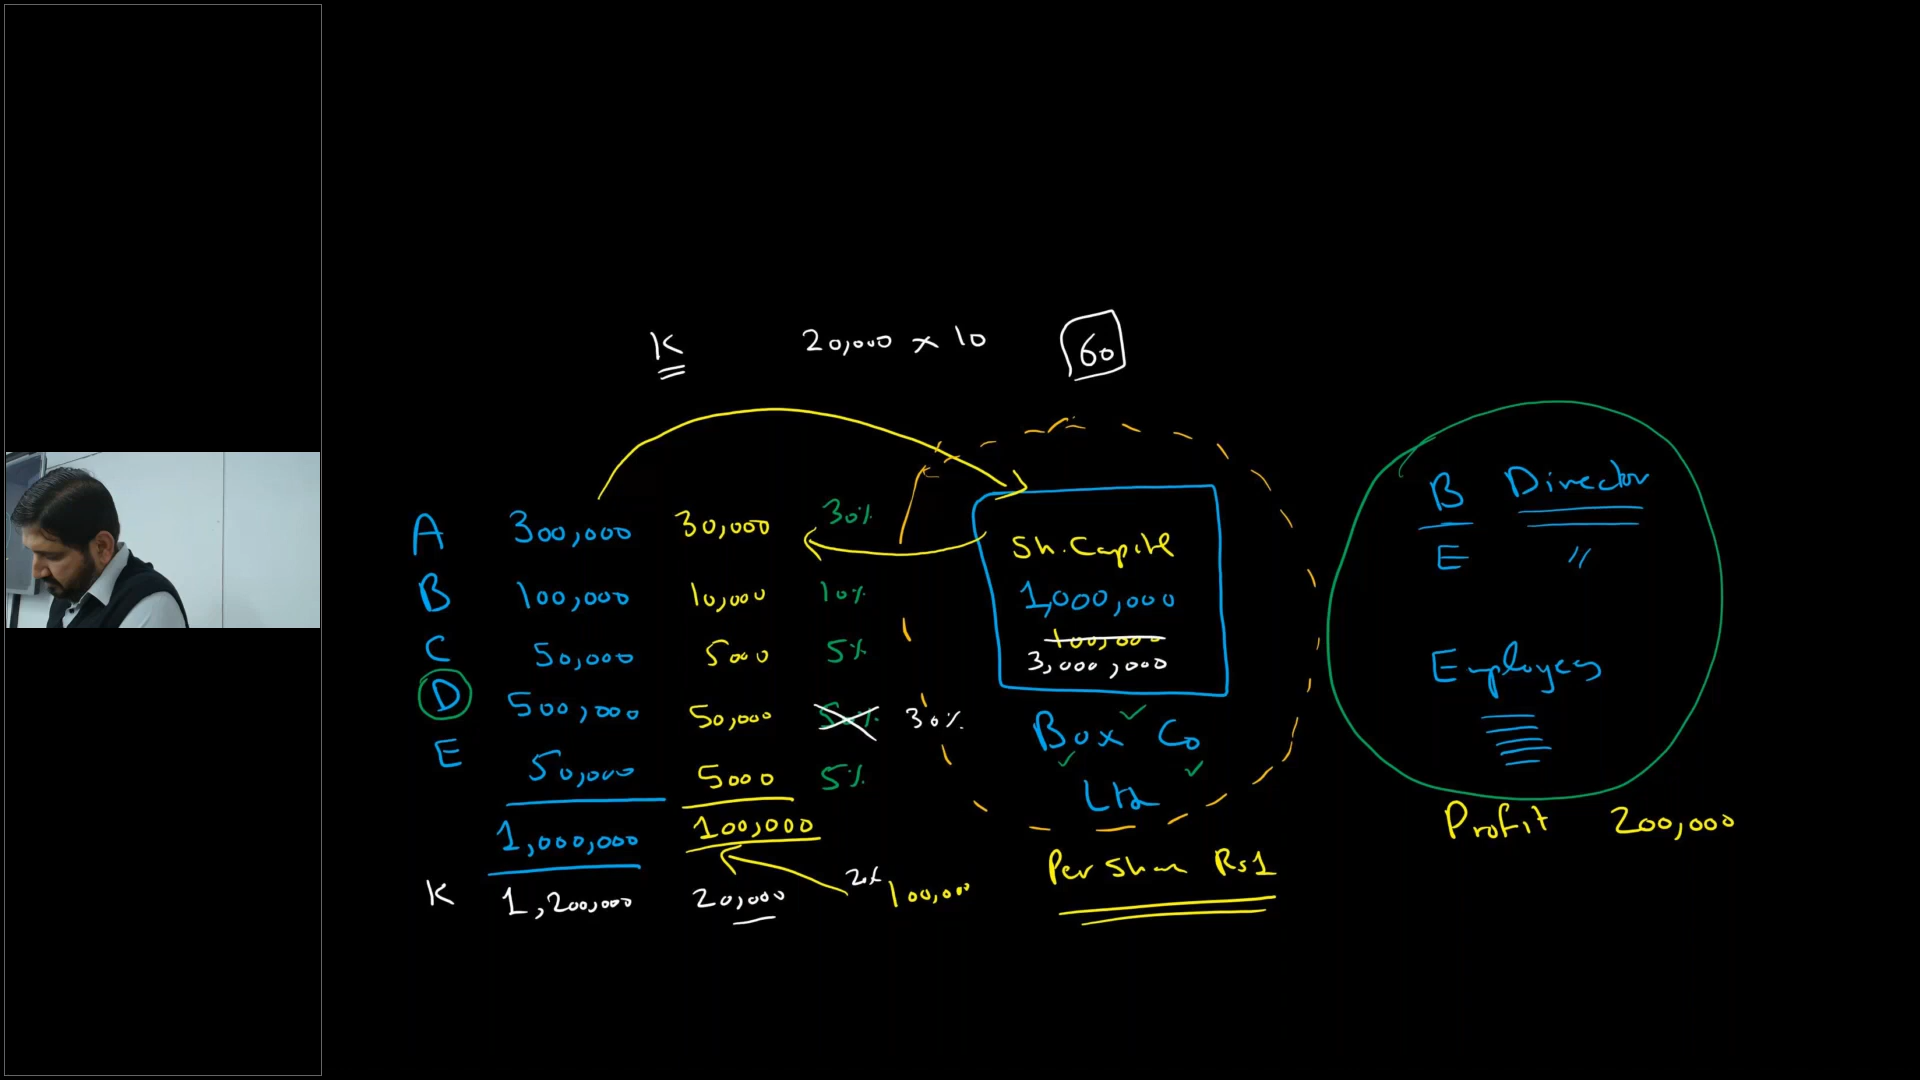 K 20,000 x 10 60
A 300,000 30,000 30%
B 100,000 10,000 10%
C 50,000 5000 5%
D 500,000 50,000 50% 30%
E 50,000 5000 5%
1,000,000 100,000
K 1,200,000 20,000 20% 100,000
Sh. Capital
1,000,000
100,000
3,000,000
Box Co
Ltd
Per Share Rs1
B Director
E "
Employees
Profit 200,000